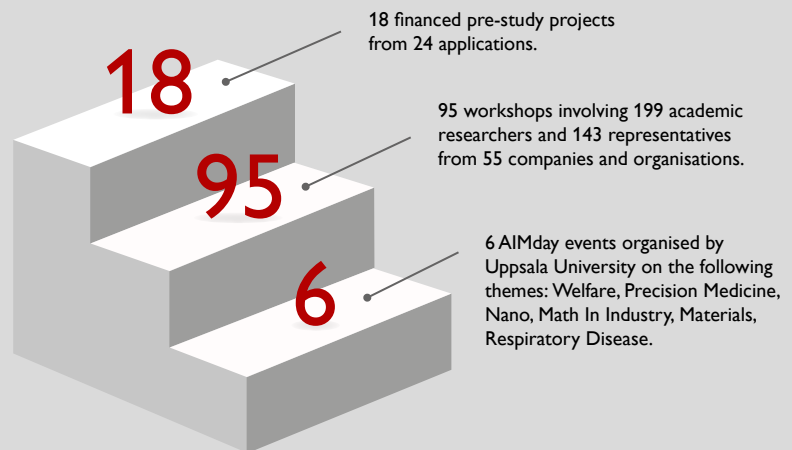 18
18 financed pre-study projects
from 24 applications.
95
95 workshops involving 199 academic
researchers and 143 representatives
from 55 companies and organisations.
6
6 AIMday events organised by
Uppsala University on the following
themes: Welfare, Precision Medicine,
Nano, Math In Industry, Materials,
Respiratory Disease.